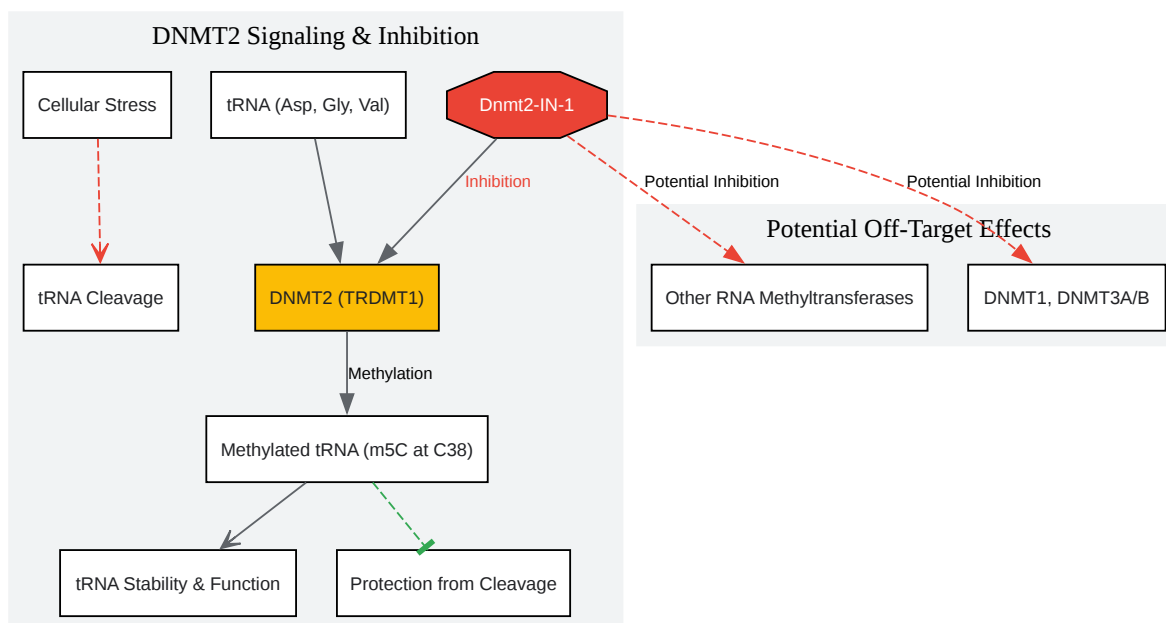 DNMT2 Signaling & Inhibition
Cellular Stress
tRNA (Asp, Gly, Val)
Dnmt2-IN-1
Inhibition
Potential Inhibition
Potential Inhibition
Potential Off-Target Effects
tRNA Cleavage
DNMT2 (TRDMT1)
Other RNA Methyltransferases
DNMT1, DNMT3A/B
Methylation
Methylated tRNA (m5C at C38)
tRNA Stability & Function
Protection from Cleavage